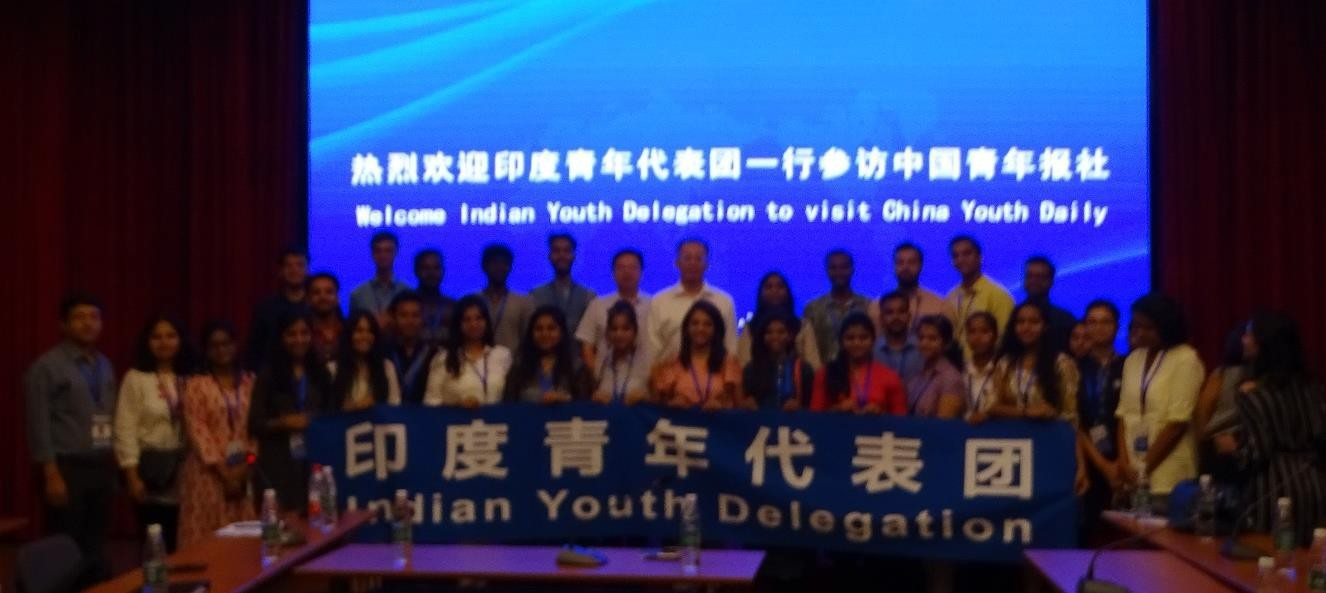 热烈欢迎印度青年代表团一行参访中国青年报社
Welcome Indian Youth Delegation to visit China Youth Daily
印度青年代表团
Indian Youth Delegation